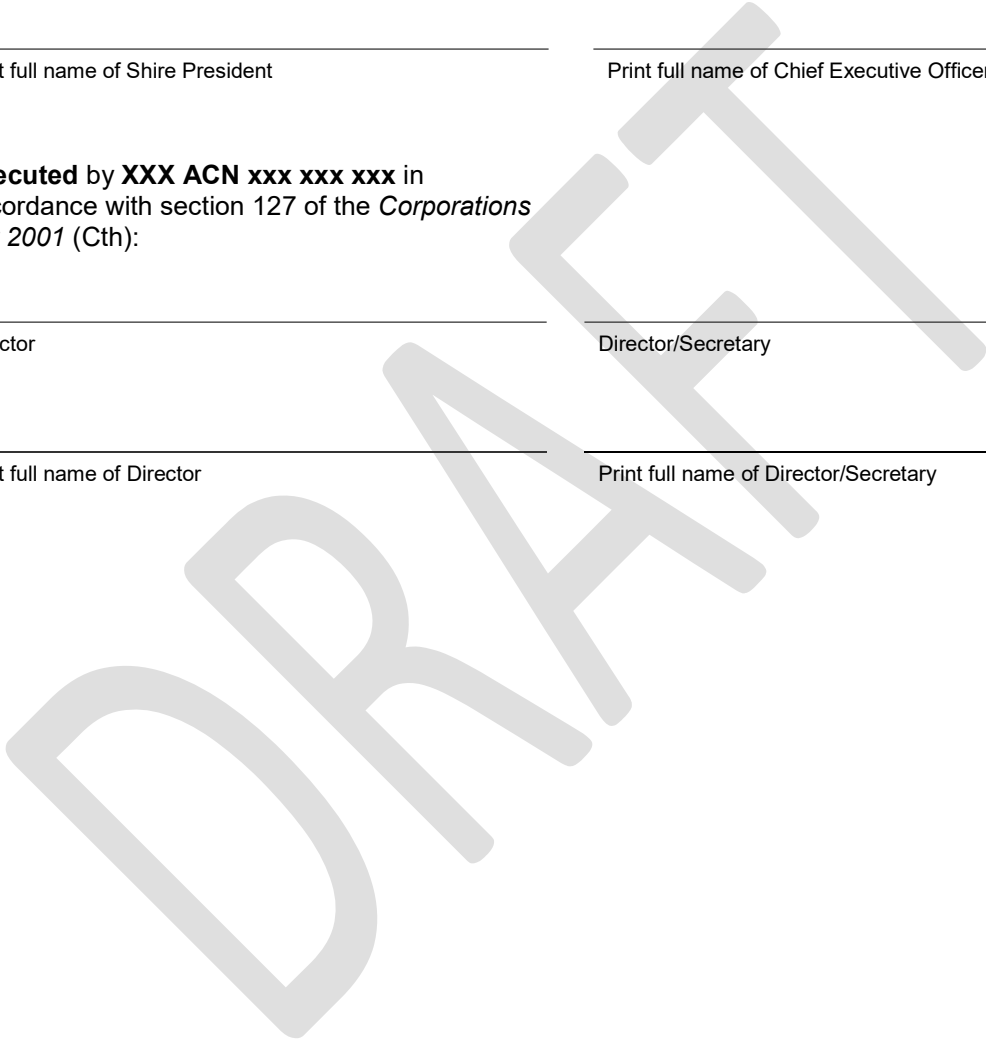 t full name of Shire President
Print full name of Chief Executive Officer
ecuted by XXX ACN xxx xxx xxx in
cordance with section 127 of the Corporations
2001 (Cth):
ctor
Director/Secretary
t full name of Director
Print full name of Director/Secretary
DRAFT